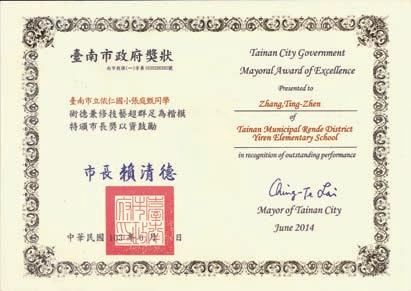 臺南市政府獎狀
臺南市立依仁國小張庭甄同學
術德兼修技藝超群足為楷模
特頒市長獎以資鼓勵
市長 賴清德
中華民國 日
Tainan City Government
Mayoral Award of Excellence
Presented to
Zhang,Ting-Zhen
of
Tainan Municipal Rende District
Yiren Elementary School
in recognition of outstanding performance
Ching-Te Lai
Mayor of Tainan City
June 2014